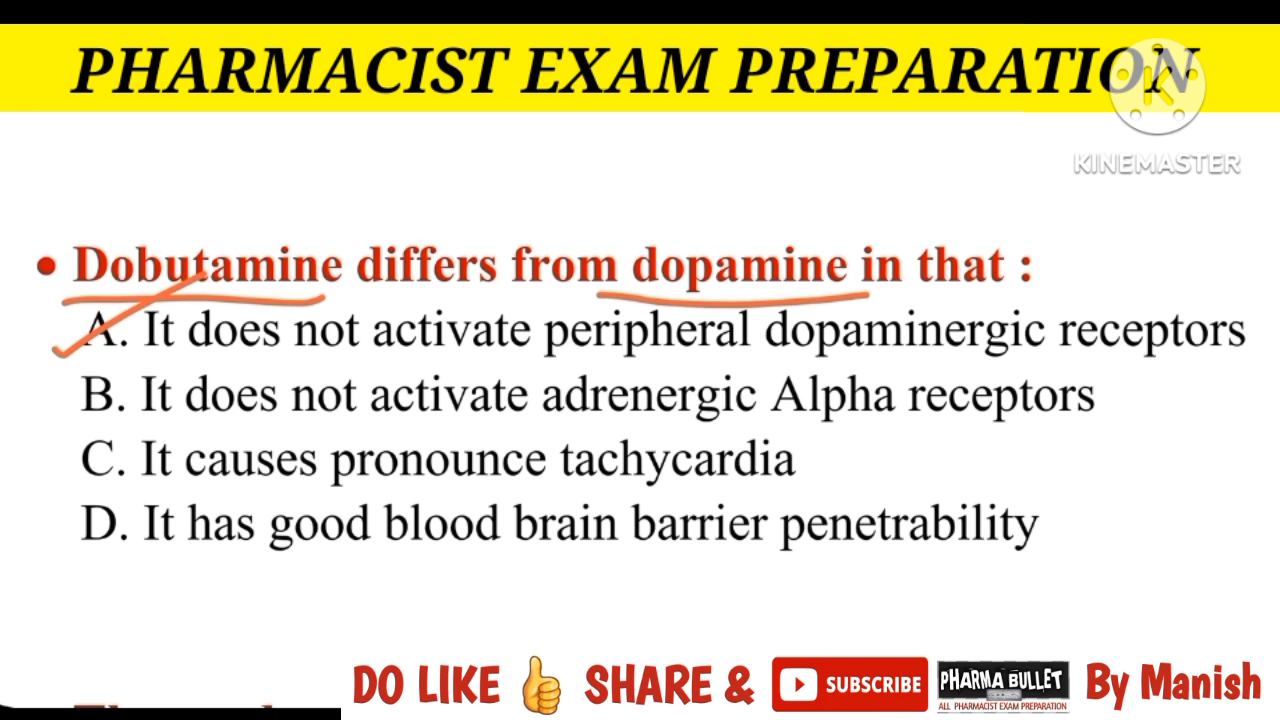 PHARMACIST EXAM PREPARATION
KINEMASTER
• Dobutamine differs from dopamine in that :
A. It does not activate peripheral dopaminergic receptors
B. It does not activate adrenergic Alpha receptors
C. It causes pronounce tachycardia
D. It has good blood brain barrier penetrability
DO LIKE 👍 SHARE & SUBSCRIBE PHARMA BULLET By Manish
ALL PHARMACIST EXAM PREPARATION